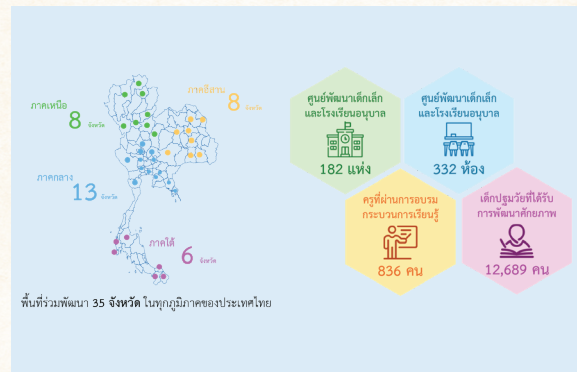 ภาคเหนือ
8 จังหวัด
ภาคอีสาน
8 จังหวัด
ภาคกลาง
13 จังหวัด
ภาคใต้
6 จังหวัด
พื้นที่ร่วมพัฒนา 35 จังหวัด ในทุกภูมิภาคของประเทศไทย
ศูนย์พัฒนาเด็กเล็ก
และโรงเรียนอนุบาล
182 แห่ง
ศูนย์พัฒนาเด็กเล็ก
และโรงเรียนอนุบาล
332 ห้อง
ครูที่ผ่านการอบรม
กระบวนการเรียนรู้
836 คน
เด็กปฐมวัยที่ได้รับ
การพัฒนาศักยภาพ
12,689 คน